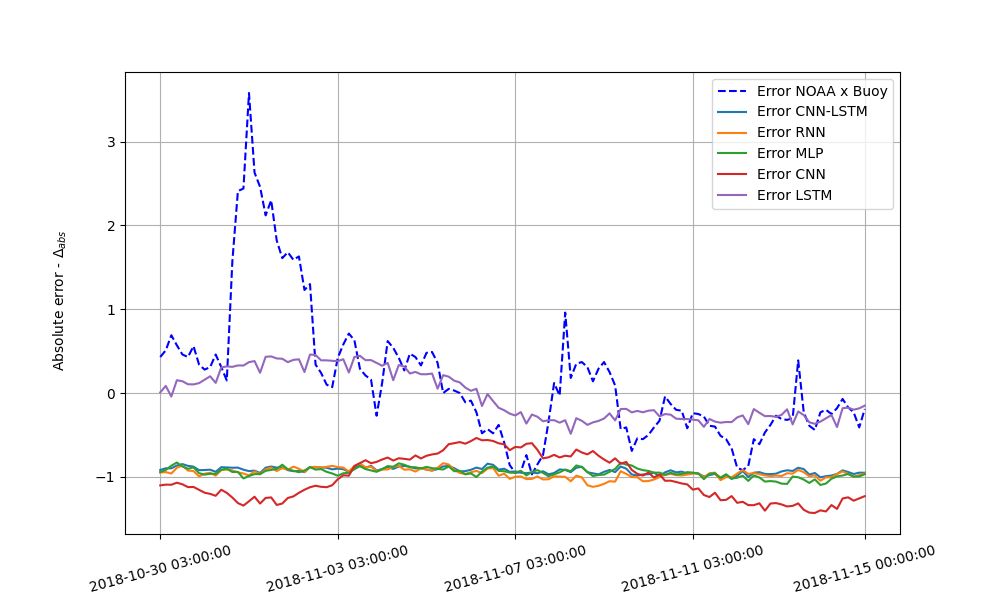 Error NOAA x Buoy
Error CNN-LSTM
Error RNN
Error MLP
Error CNN
Error LSTM
Absolute error - Δabs
3
2
1
0
−1
2018-10-30 03:00:00
2018-11-03 03:00:00
2018-11-07 03:00:00
2018-11-11 03:00:00
2018-11-15 00:00:00